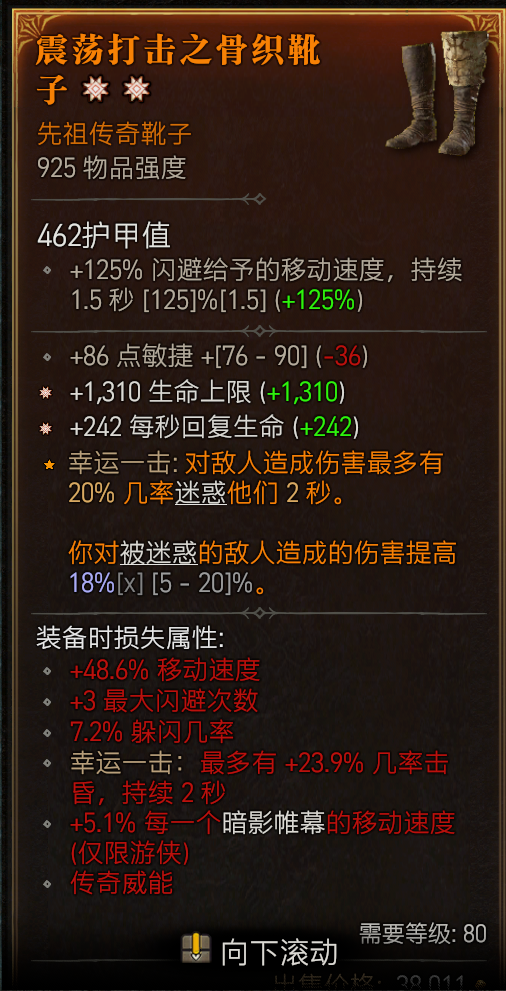 震荡打击之骨织靴
子
先祖传奇靴子
925 物品强度
462护甲值
+125% 闪避给予的移动速度，持续
1.5 秒 [125]%[1.5] (+125%)
+86 点敏捷 +[76 - 90] (-36)
+1,310 生命上限 (+1,310)
+242 每秒回复生命 (+242)
幸运一击: 对敌人造成伤害最多有
20% 几率迷惑他们 2 秒。
你对被迷惑的敌人造成的伤害提高
18%[x] [5 - 20]%。
装备时损失属性:
+48.6% 移动速度
+3 最大闪避次数
7.2% 躲闪几率
幸运一击：最多有 +23.9% 几率击
昏，持续 2 秒
+5.1% 每一个暗影帷幕的移动速度
(仅限游侠)
传奇威能
需要等级: 80
向下滚动
出售价格: 38,011